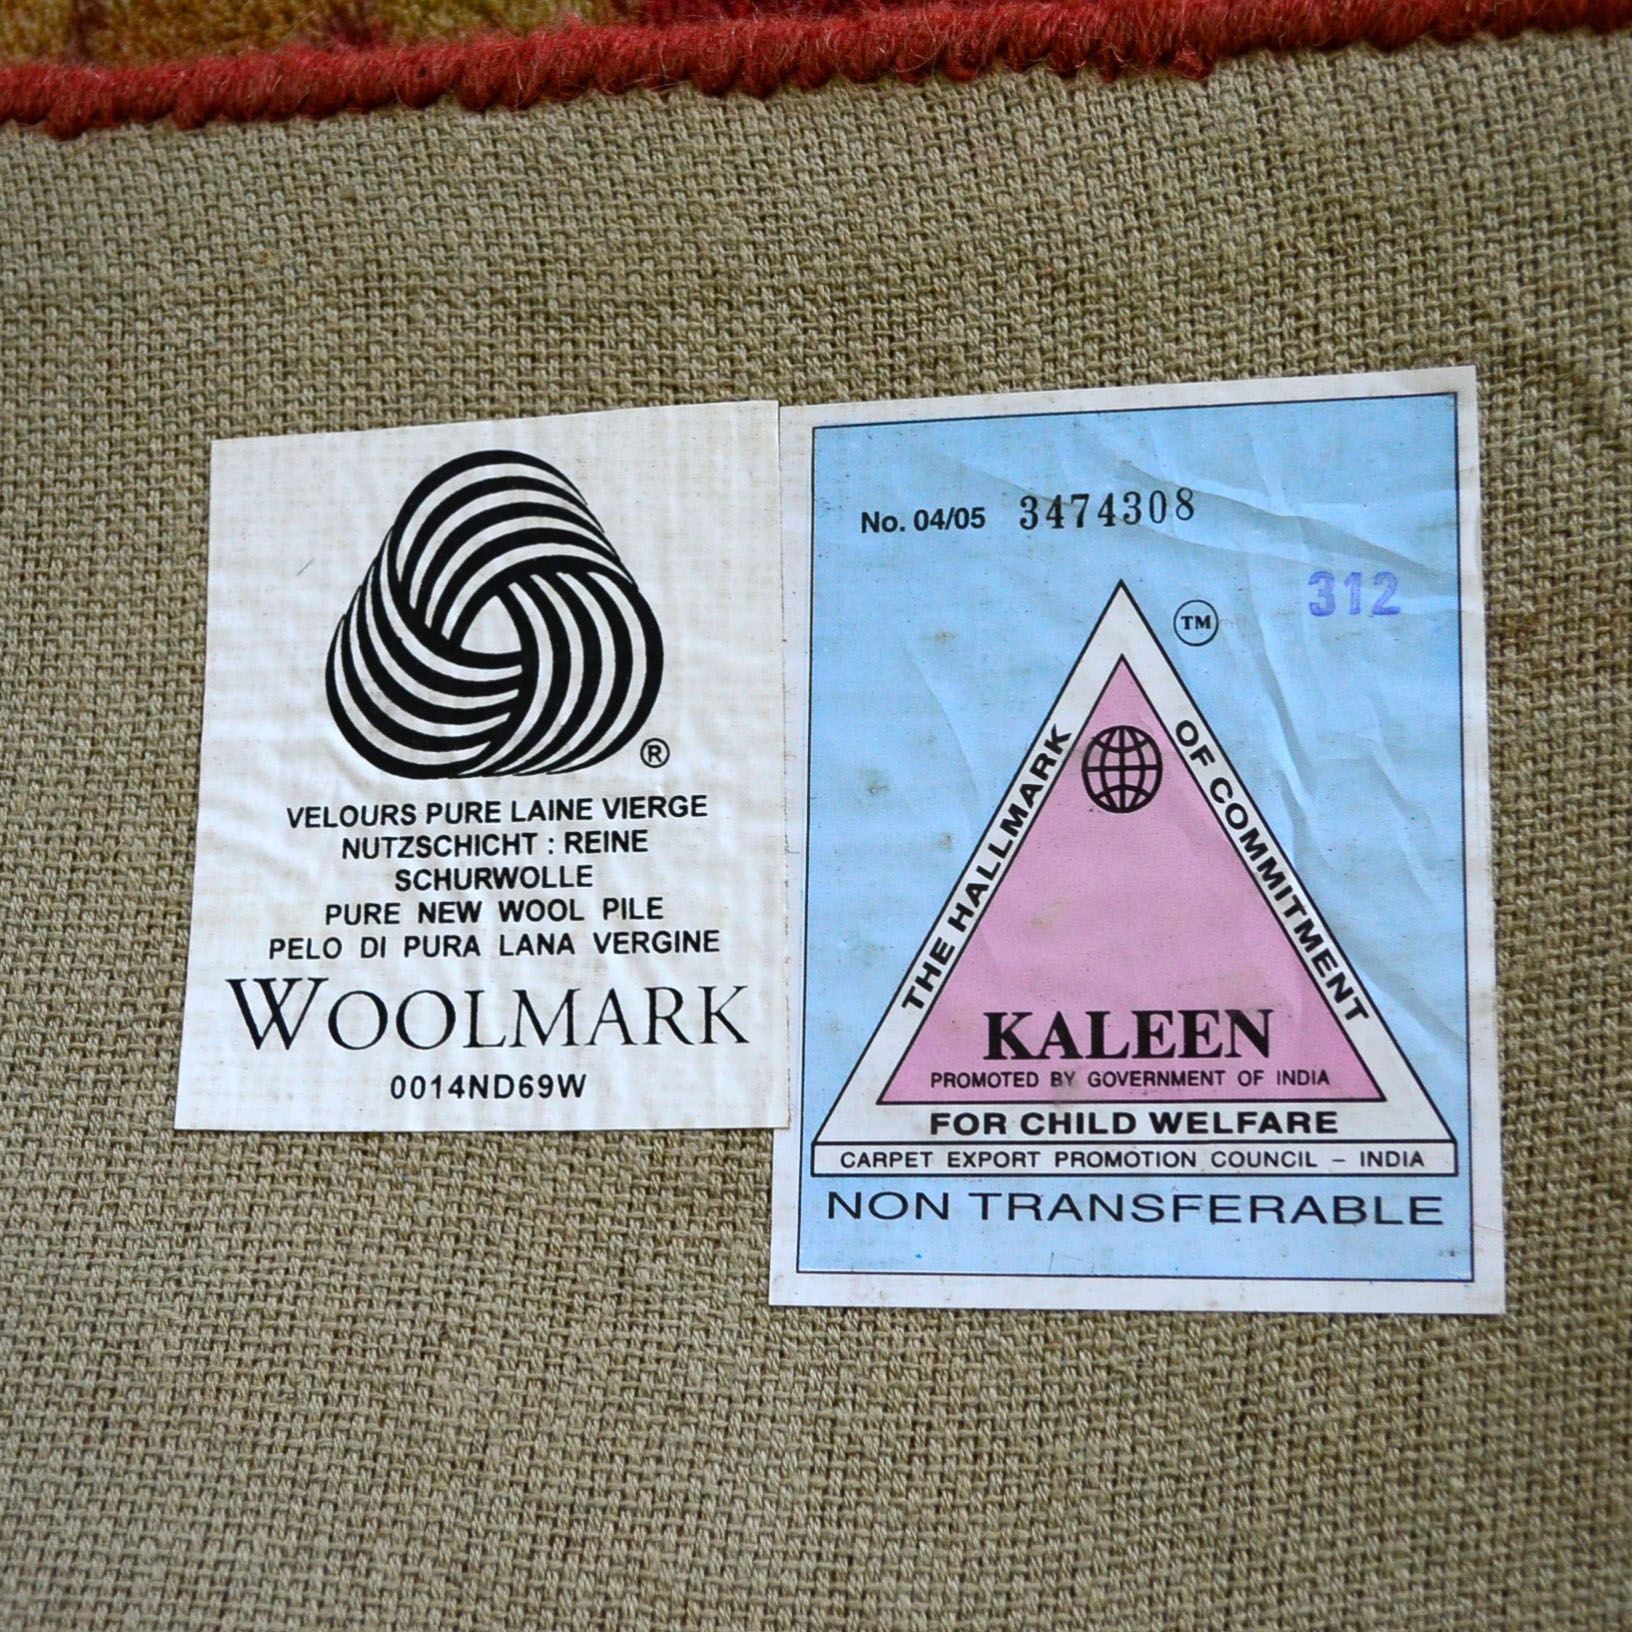 ®
VELOURS PURE LAINE VIERGE
NUTZSCHICHT : REINE
SCHURWOLLE
PURE NEW WOOL PILE
PELO DI PURA LANA VERGINE
WOOLMARK
0014ND69W
No. 04/05 3474308
312
TM
THE HALLMARK
OF COMMITMENT
KALEEN
PROMOTED BY GOVERNMENT OF INDIA
FOR CHILD WELFARE
CARPET EXPORT PROMOTION COUNCIL – INDIA
NON TRANSFERABLE